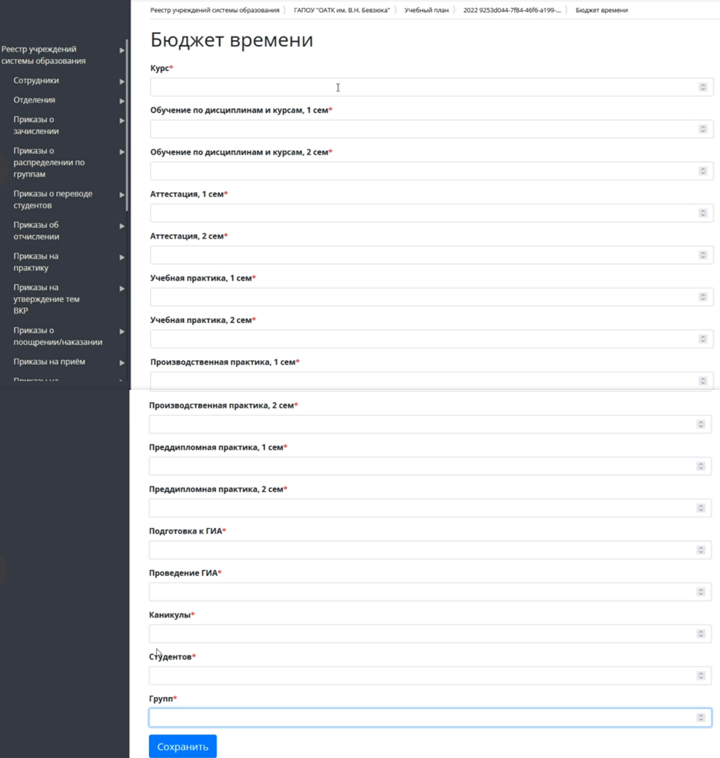 Реестр учреждений системы образования
ГАПОУ "ОАТК им. В.Н. Бевзюка"
Учебный план
2022 9253d044-7f84-46f6-a199-...
Бюджет времени
Реестр учреждений
системы образования
Сотрудники
Отделения
Приказы о
зачислении
Приказы о
распределении по
группам
Приказы о переводе
студентов
Приказы об
отчислении
Приказы на
практику
Приказы на
утверждение тем
ВКР
Приказы о
поощрении/наказании
Приказы на приём
Приказы на
Бюджет времени
Курс*
Обучение по дисциплинам и курсам, 1 сем*
Обучение по дисциплинам и курсам, 2 сем*
Аттестация, 1 сем*
Аттестация, 2 сем*
Учебная практика, 1 сем*
Учебная практика, 2 сем*
Производственная практика, 1 сем*
Производственная практика, 2 сем*
Преддипломная практика, 1 сем*
Преддипломная практика, 2 сем*
Подготовка к ГИА*
Проведение ГИА*
Каникулы*
Студентов*
Групп*
Сохранить